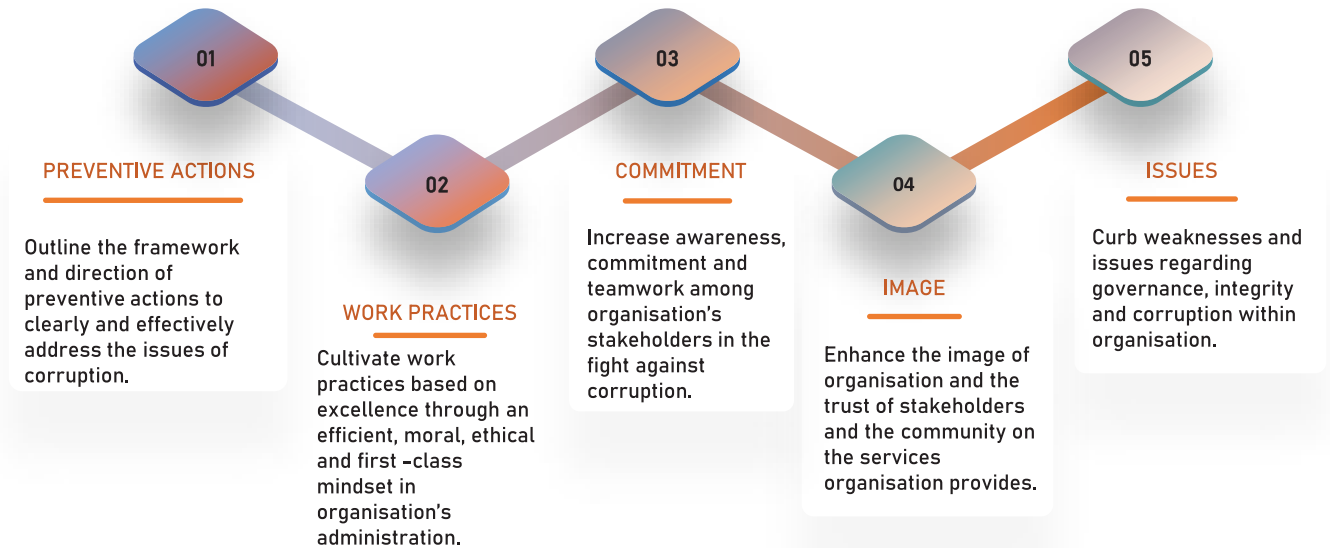 01
PREVENTIVE ACTIONS
Outline the framework
and direction of
preventive actions to
clearly and effectively
address the issues of
corruption.
02
WORK PRACTICES
Cultivate work
practices based on
excellence through an
efficient, moral, ethical
and first -class
mindset in
organisation's
administration.
03
COMMITMENT
Increase awareness,
commitment and
teamwork among
organisation's
stakeholders in the
fight against
corruption.
04
IMAGE
Enhance the image of
organisation and the
trust of stakeholders
and the community on
the services
organisation provides.
05
ISSUES
Curb weaknesses and
issues regarding
governance, integrity
and corruption within
organisation.